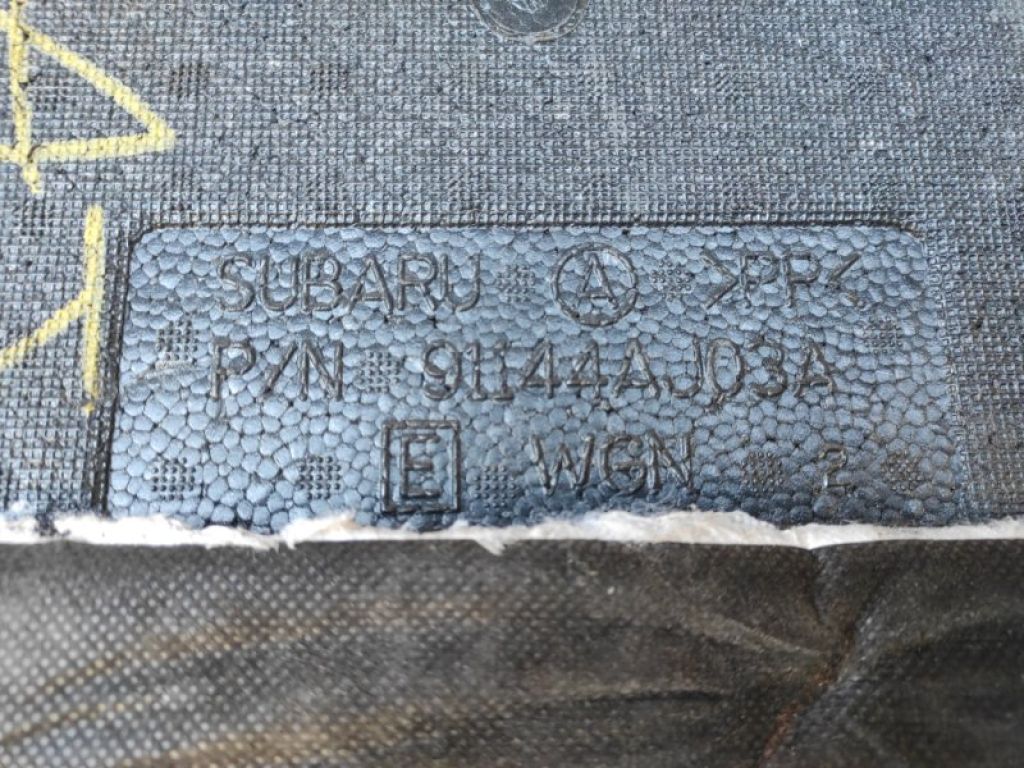 SUBARU Ⓐ >PP<
P/N 91144AJ03A
E WGN 2